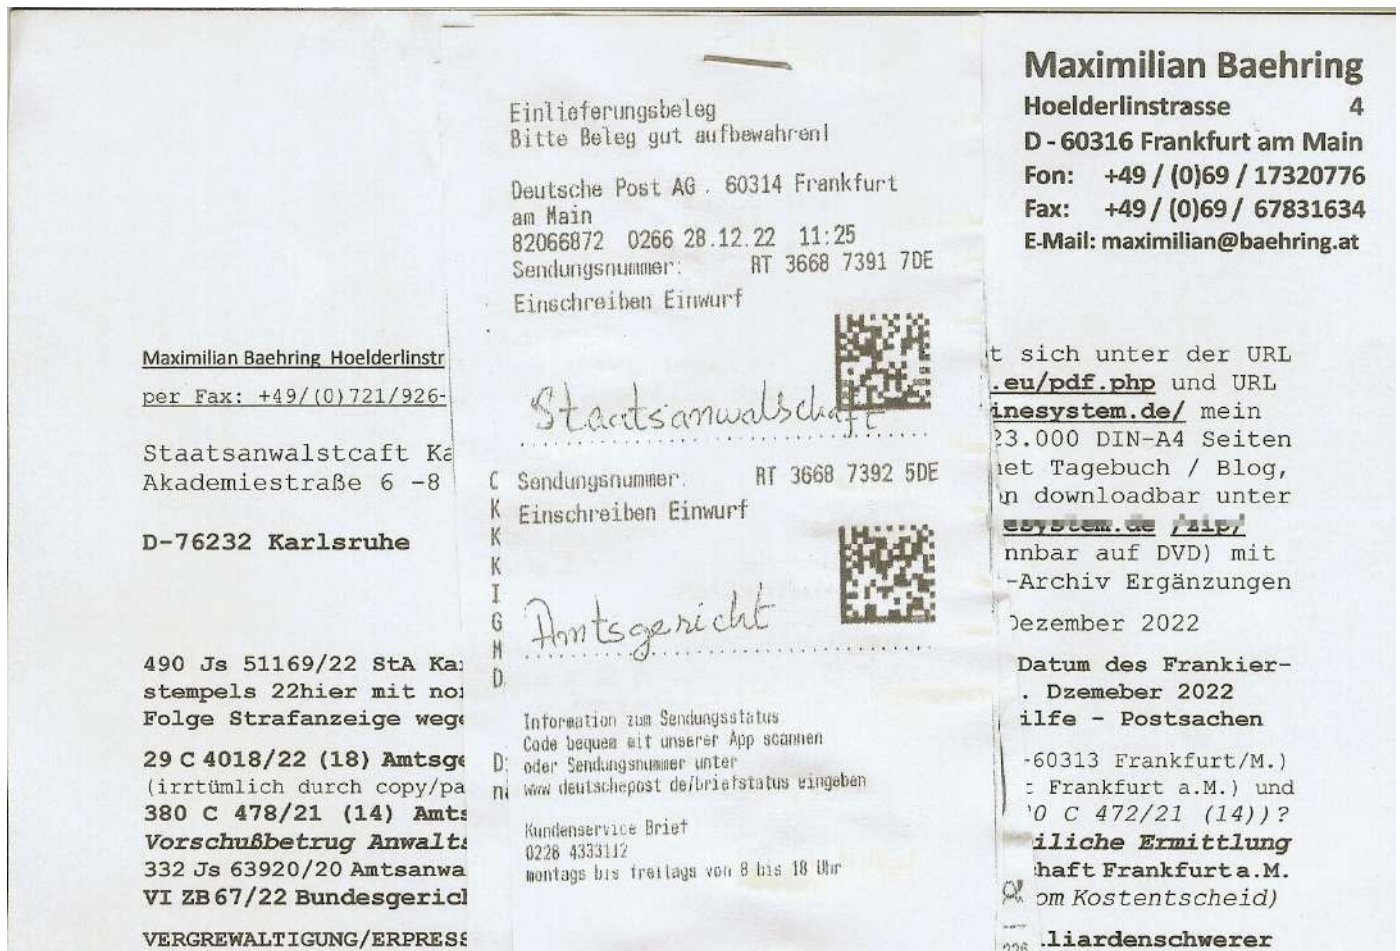 Maximilian Baehring
Hoelderlinstrasse 4
D - 60316 Frankfurt am Main
Fon: +49 / (0)69 / 17320776
Fax: +49 / (0)69 / 67831634
E-Mail: maximilian@baehring.at
Einlieferungsbeleg
Bitte Beleg gut aufbewahren!
Deutsche Post AG . 60314 Frankfurt
am Main
82066872 0266 28.12.22 11:25
Sendungsnummer: RT 3668 7391 7DE
Einschreiben Einwurf
Staatsanwalschaft
Sendungsnummer: RT 3668 7392 5DE
Einschreiben Einwurf
Amtsgericht
Information zum Sendungsstatus
Code bequem mit unserer App scannen
oder Sendungsnummer unter
www deutschepost de/briefstatus eingeben
Kundenservice Brief
0228 4333112
montags bis freitags von 8 bis 18 Uhr
Maximilian Baehring Hoelderlinstr
per Fax: +49/(0)721/926-
Staatsanwalstcaft Ka
Akademiestraße 6 -8
D-76232 Karlsruhe
490 Js 51169/22 StA Ka
stempels 22hier mit no
Folge Strafanzeige weg
29 C 4018/22 (18) Amtsge
(irrtümlich durch copy/pa
380 C 478/21 (14) Amts
Vorschußbetrug Anwalts
332 Js 63920/20 Amtsanwa
VI ZB 67/22 Bundesgeric
VERGREWALTIGUNG/ERPRESS
C
K
K
K
I
G
M
D
D:
t sich unter der URL
.eu/pdf.php und URL
inesystem.de/ mein
23.000 DIN-A4 Seiten
net Tagebuch / Blog,
n downloadbar unter
esystem.de /zip/
nnbar auf DVD) mit
-Archiv Ergänzungen
Dezember 2022
Datum des Frankier-
. Dzemeber 2022
ilfe - Postsachen
-60313 Frankfurt/M.)
Frankfurt a.M.) und
0 C 472/21 (14))?
iliche Ermittlung
haft Frankfurt a.M.
om Kostentscheid)
.liardenschwerer